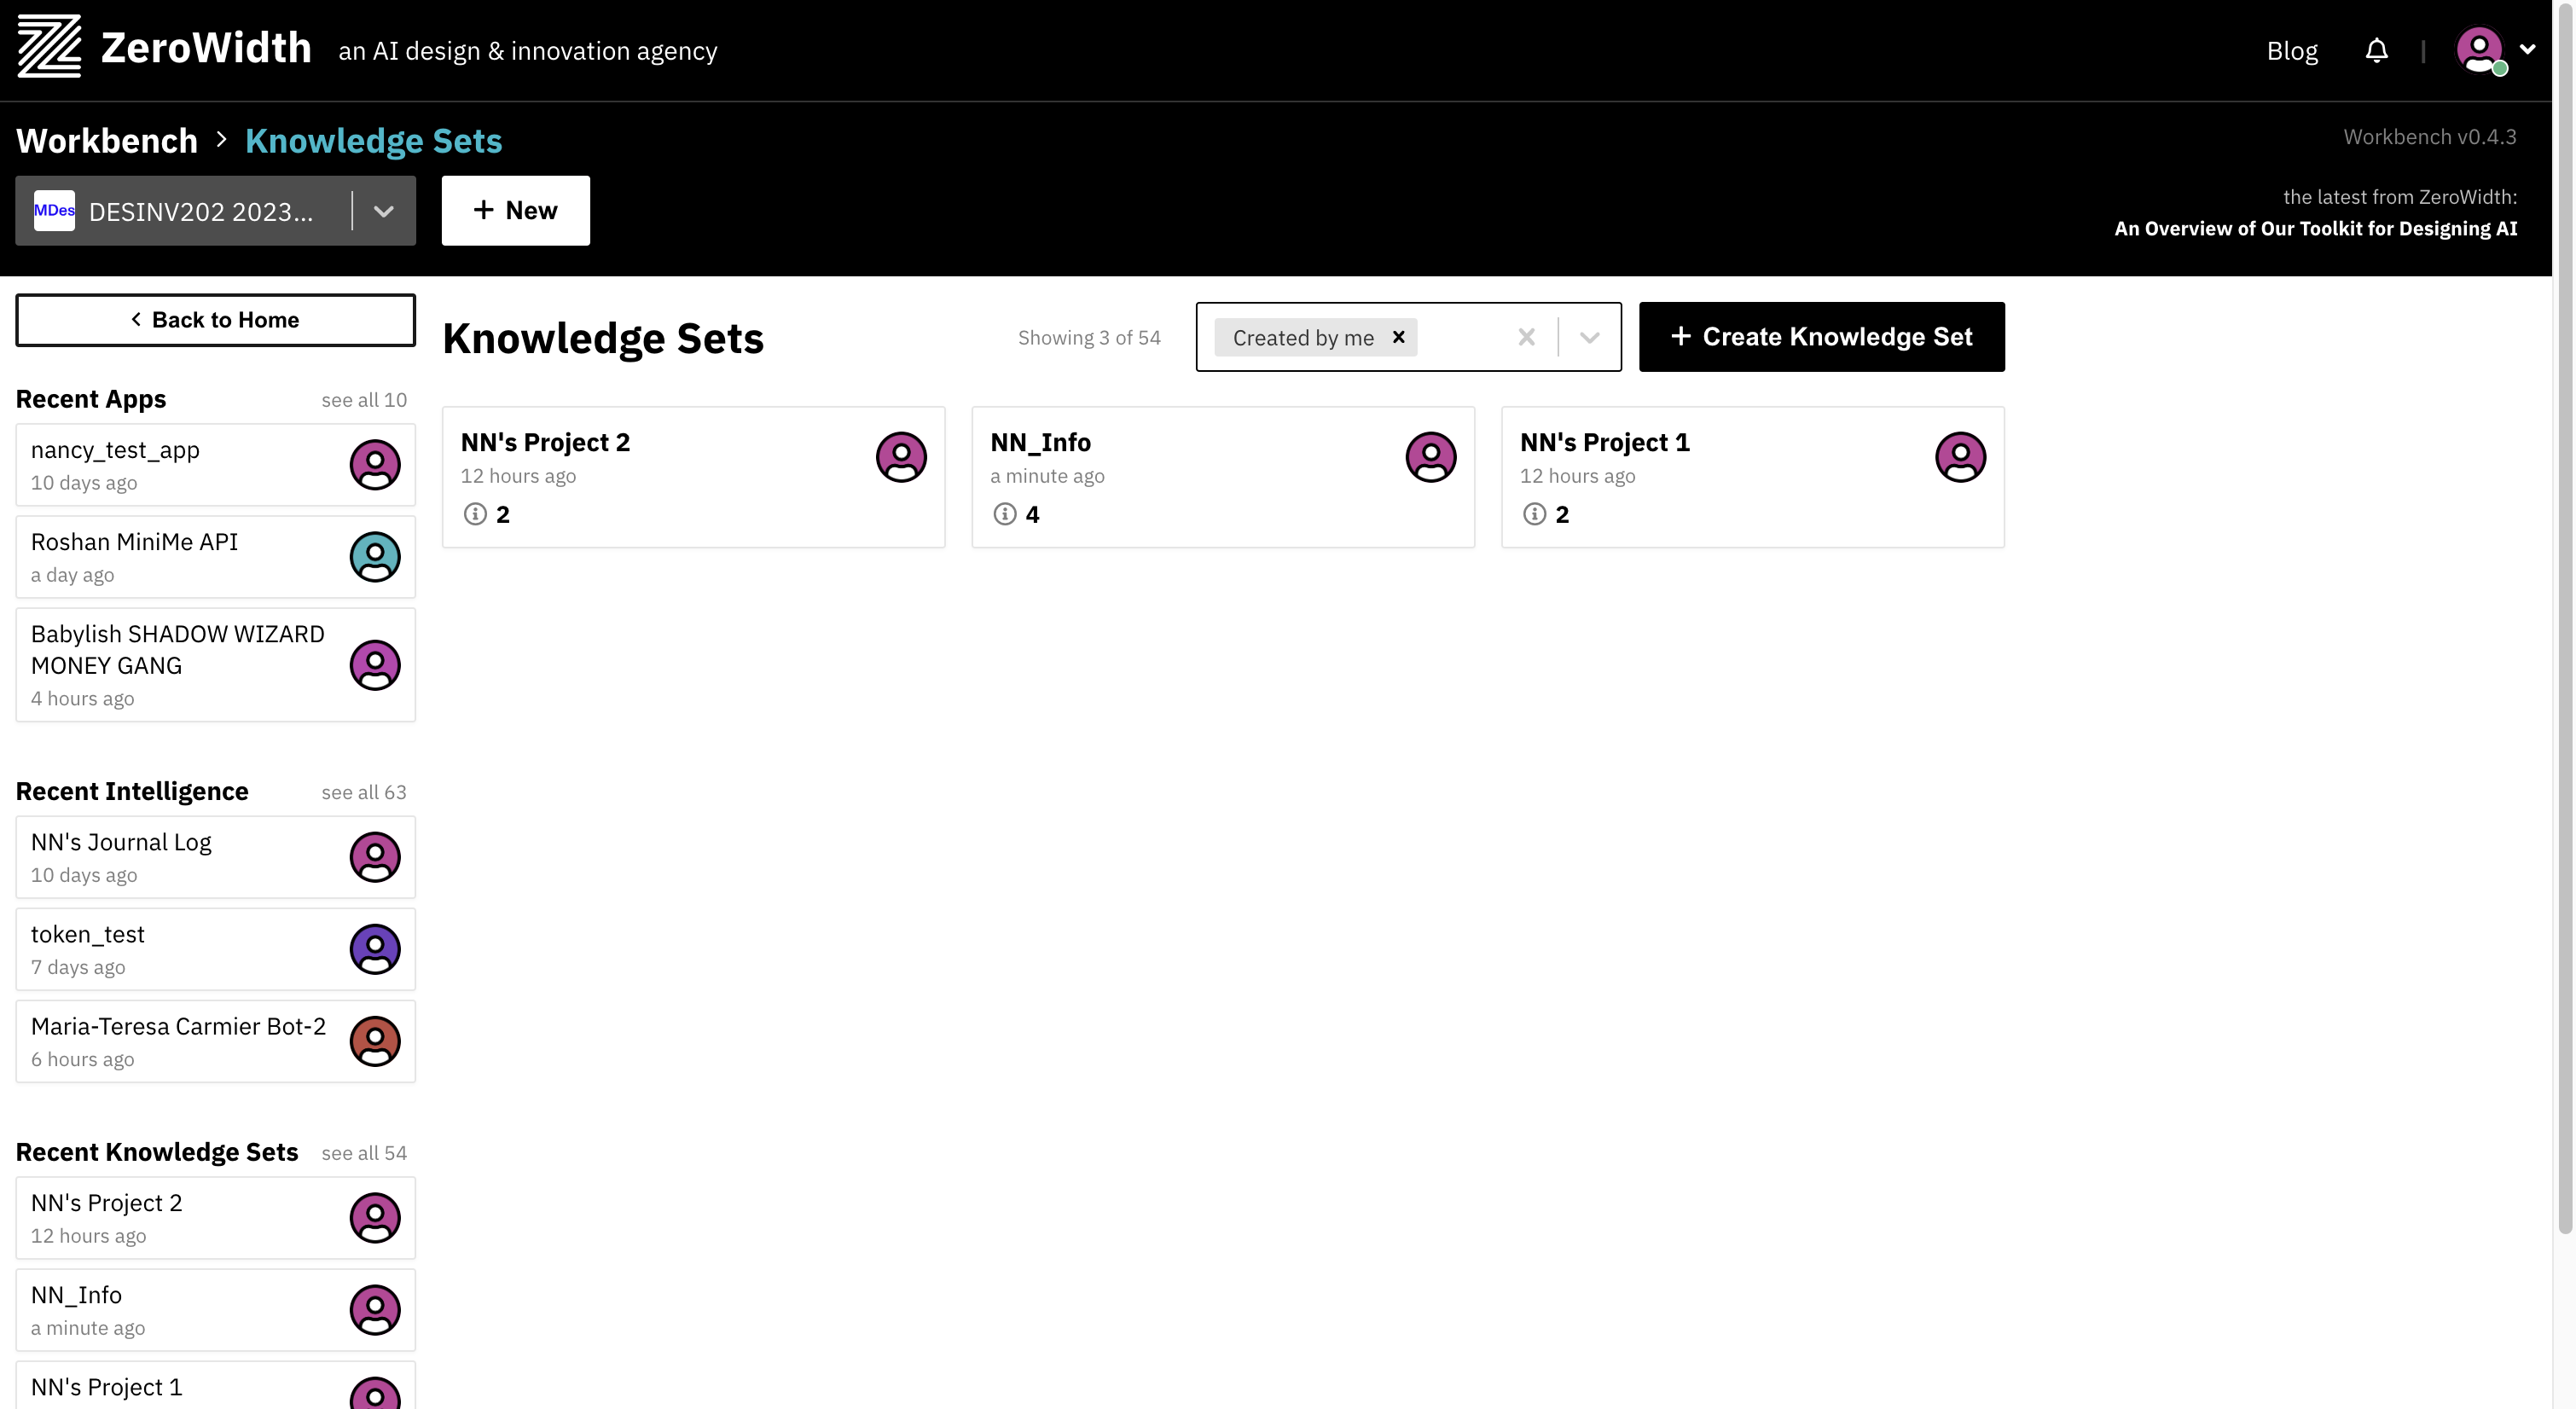 ZeroWidth an AI design & innovation agency
Blog
Workbench > Knowledge Sets
Workbench v0.4.3
MDes DESINV202 2023...
+ New
the latest from ZeroWidth:
An Overview of Our Toolkit for Designing AI
Back to Home
Recent Apps see all 10
nancy_test_app
10 days ago
Roshan MiniMe API
a day ago
Babylish SHADOW WIZARD
MONEY GANG
4 hours ago
Recent Intelligence see all 63
NN's Journal Log
10 days ago
token_test
7 days ago
Maria-Teresa Carmier Bot-2
6 hours ago
Recent Knowledge Sets see all 54
NN's Project 2
12 hours ago
NN_Info
a minute ago
NN's Project 1
Knowledge Sets
Showing 3 of 54
Created by me
+ Create Knowledge Set
NN's Project 2
12 hours ago
2
NN_Info
a minute ago
4
NN's Project 1
12 hours ago
2